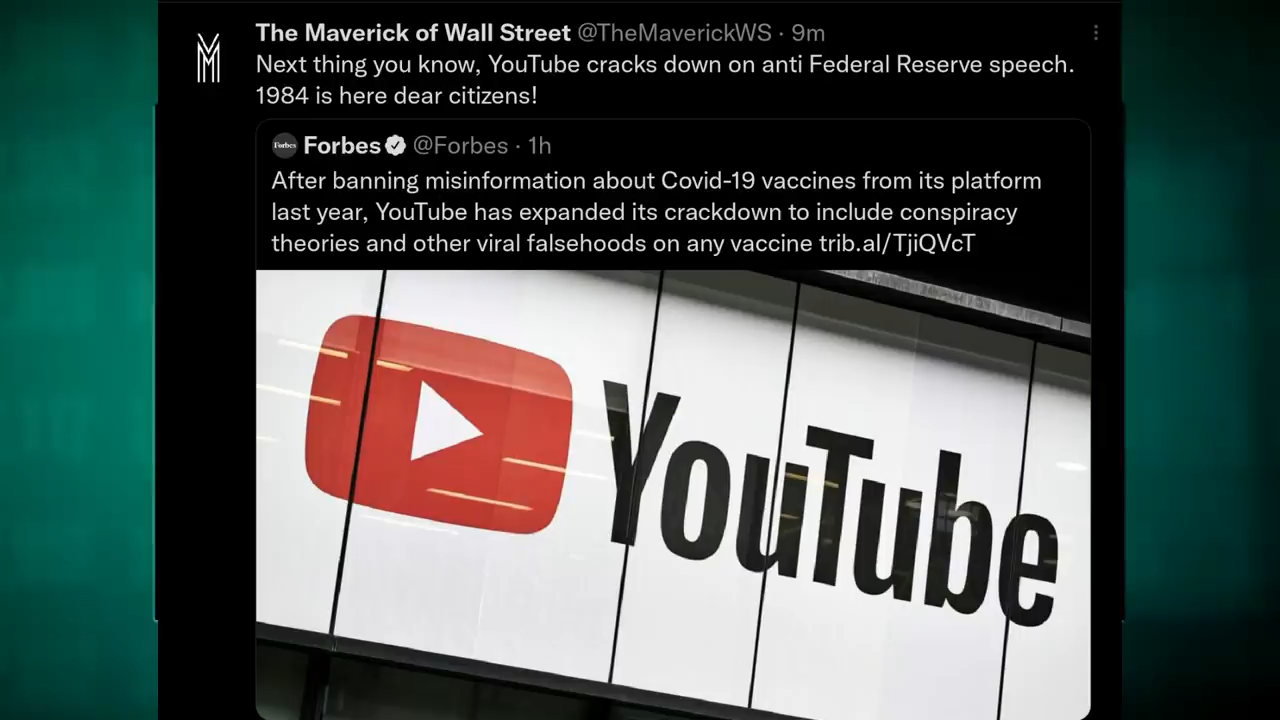 The Maverick of Wall Street @TheMaverickWS · 9m
Next thing you know, YouTube cracks down on anti Federal Reserve speech.
1984 is here dear citizens!
Forbes Forbes @Forbes · 1h
After banning misinformation about Covid-19 vaccines from its platform
last year, YouTube has expanded its crackdown to include conspiracy
theories and other viral falsehoods on any vaccine trib.al/TjiQVcT
YouTube